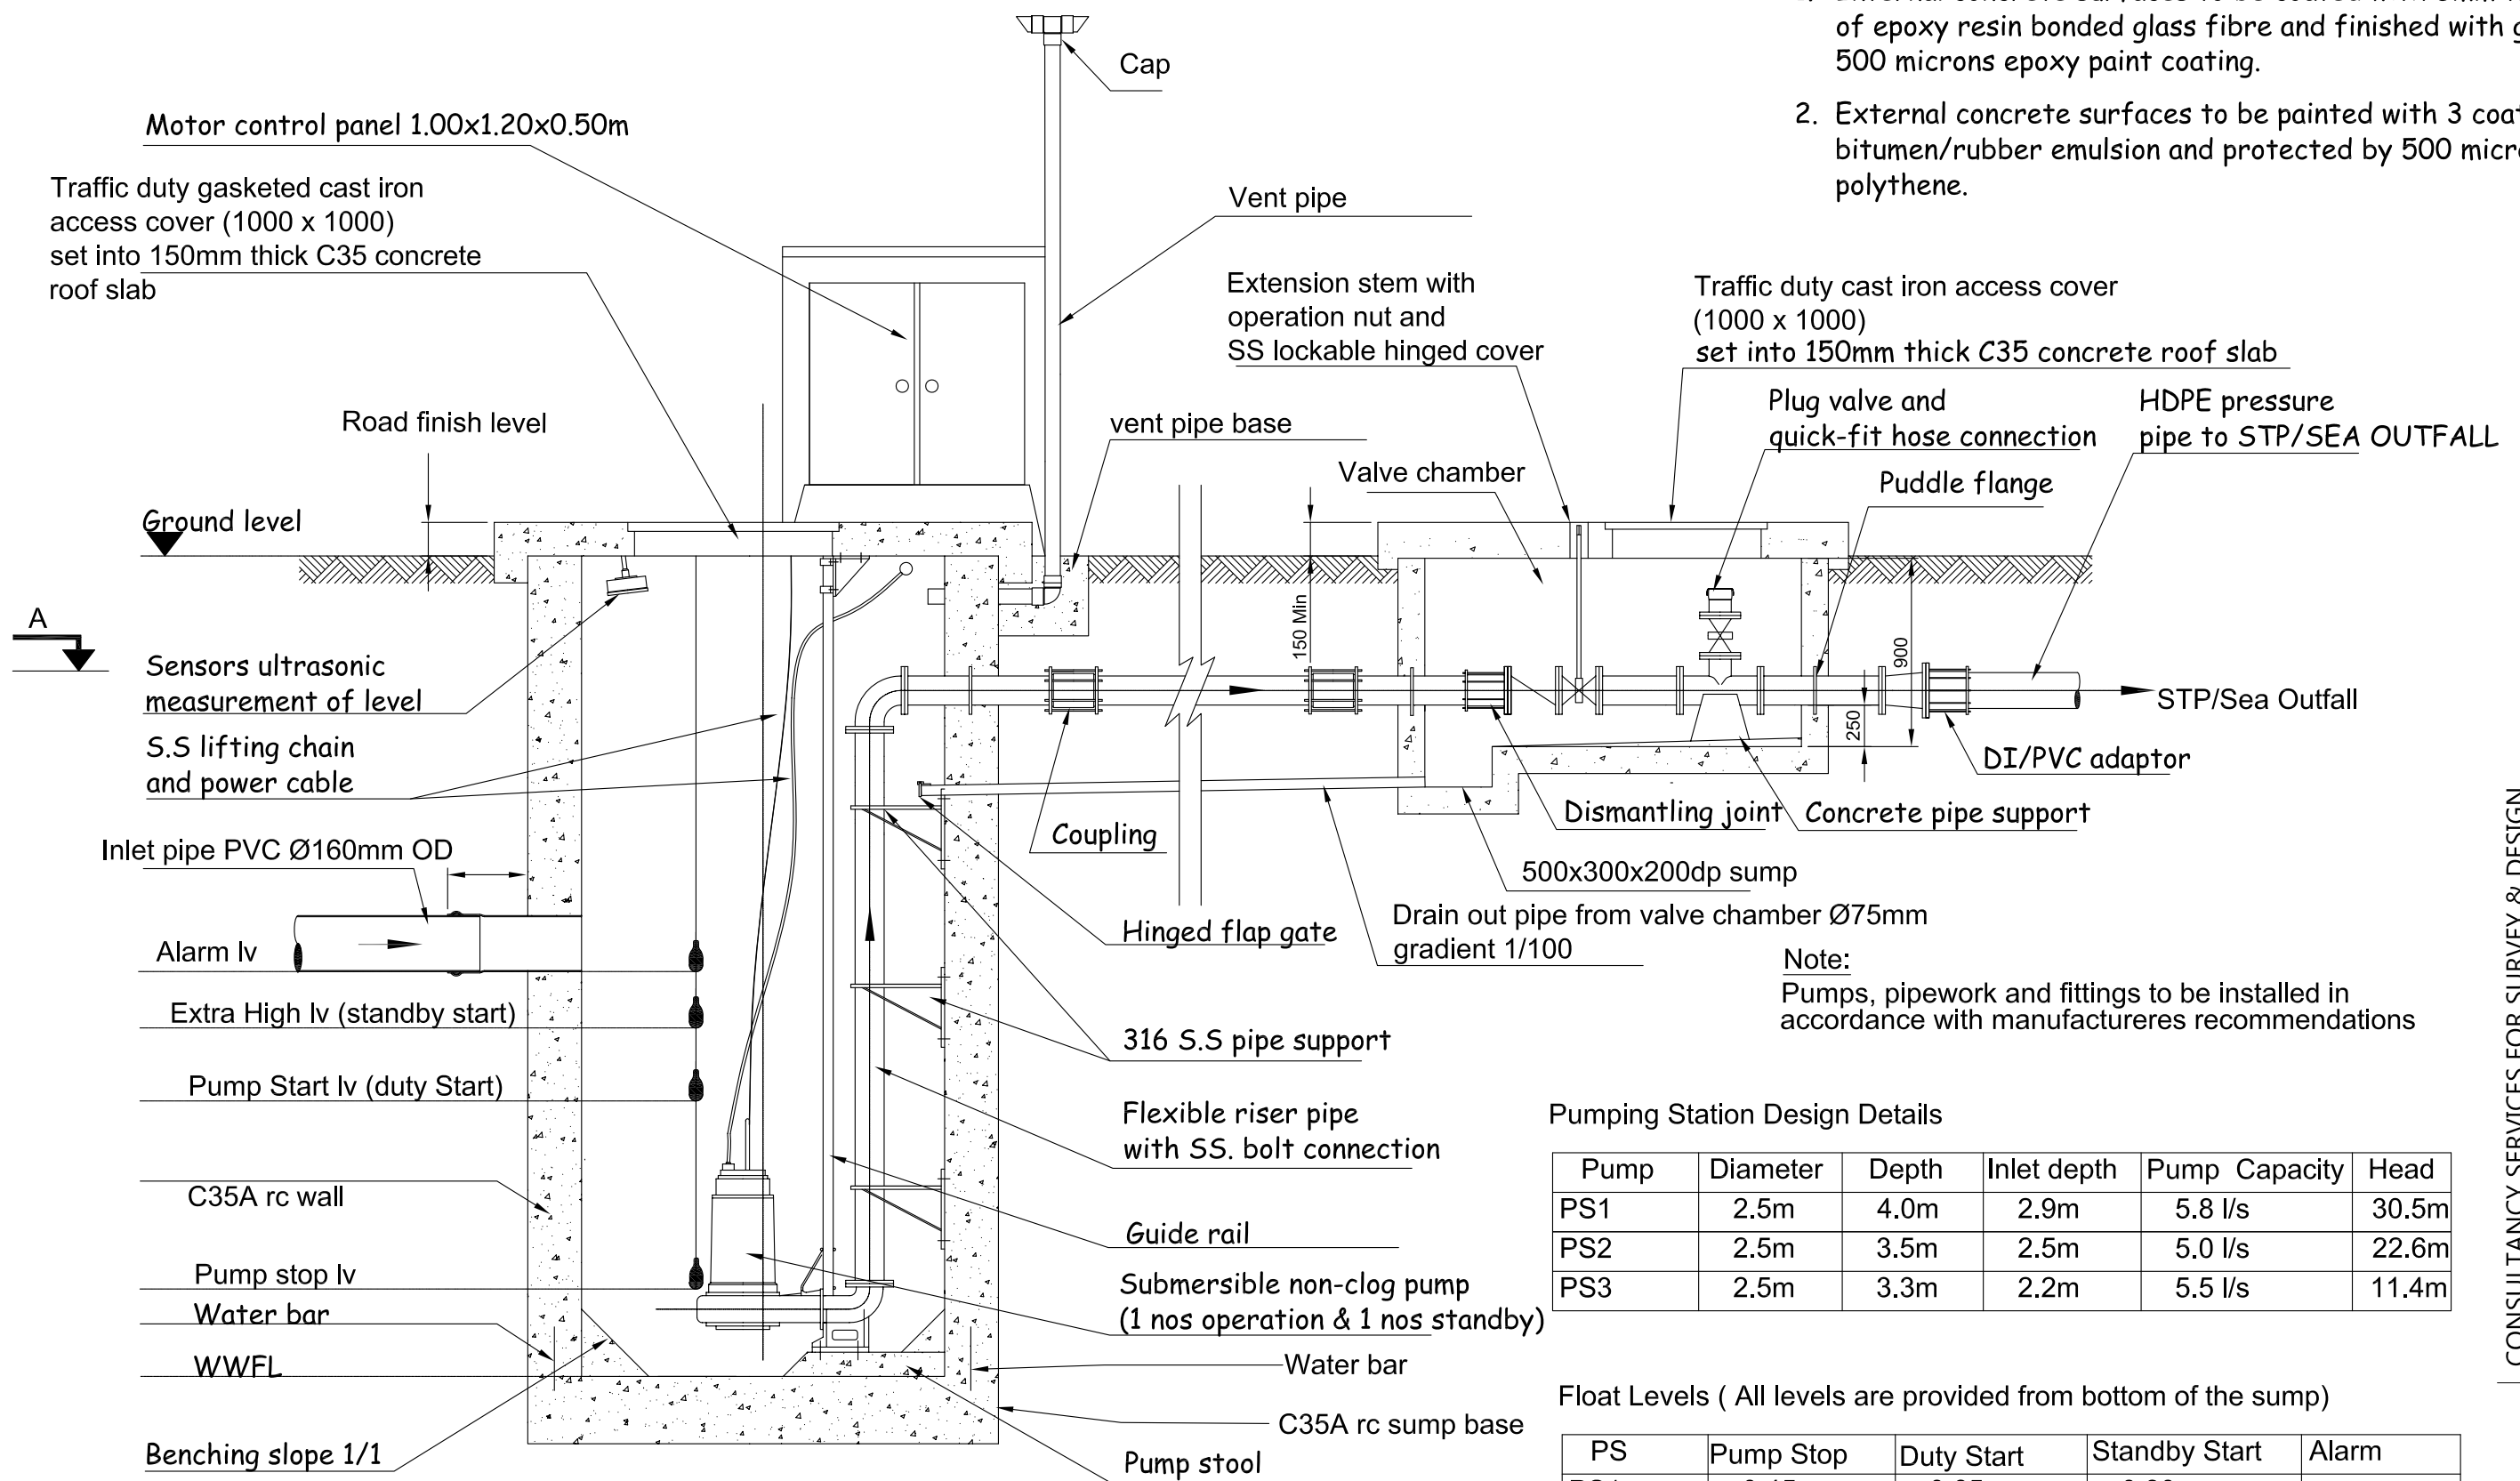 of epoxy resin bonded glass fibre and finished with
500 microns epoxy paint coating.
2. External concrete surfaces to be painted with 3
bitumen/rubber emulsion and protected by 500
polythene.
Cap
Motor control panel 1.00x1.20x0.50m
Traffic duty gasketed cast iron
access cover (1000 x 1000)
set into 150mm thick C35 concrete
roof slab
Vent pipe
Extension stem with
operation nut and
SS lockable hinged cover
Traffic duty cast iron access cover
(1000 x 1000)
set into 150mm thick C35 concrete roof slab
Plug valve and
quick-fit hose connection
HDPE pressure
pipe to STP/SEA OUTFALL
Road finish level
vent pipe base
Valve chamber
Puddle flange
Ground level
A
150 Min
900
250
Sensors ultrasonic
measurement of level
STP/Sea Outfall
S.S lifting chain
and power cable
DI/PVC adaptor
Dismantling joint
Concrete pipe support
Coupling
Inlet pipe PVC Ø160mm OD
500x300x200dp sump
Drain out pipe from valve chamber Ø75mm
gradient 1/100
Hinged flap gate
Alarm lv
Note:
Pumps, pipework and fittings to be installed in
accordance with manufactureres recommendations
Extra High lv (standby start)
316 S.S pipe support
Pump Start lv (duty Start)
Flexible riser pipe
with SS. bolt connection
C35A rc wall
Guide rail
Pump stop lv
Submersible non-clog pump
(1 nos operation & 1 nos standby)
Water bar
WWFL
Water bar
C35A rc sump base
Benching slope 1/1
Pump stool
Pumping Station Design Details
Pump Diameter Depth Inlet depth Pump Capacity Head
PS1 2.5m 4.0m 2.9m 5.8 l/s 30.5m
PS2 2.5m 3.5m 2.5m 5.0 l/s 22.6m
PS3 2.5m 3.3m 2.2m 5.5 l/s 11.4m
Float Levels ( All levels are provided from bottom of the sump)
PS Pump Stop Duty Start Standby Start Alarm
CONSULTANCY SERVICES FOR SURVEY & DESIGN